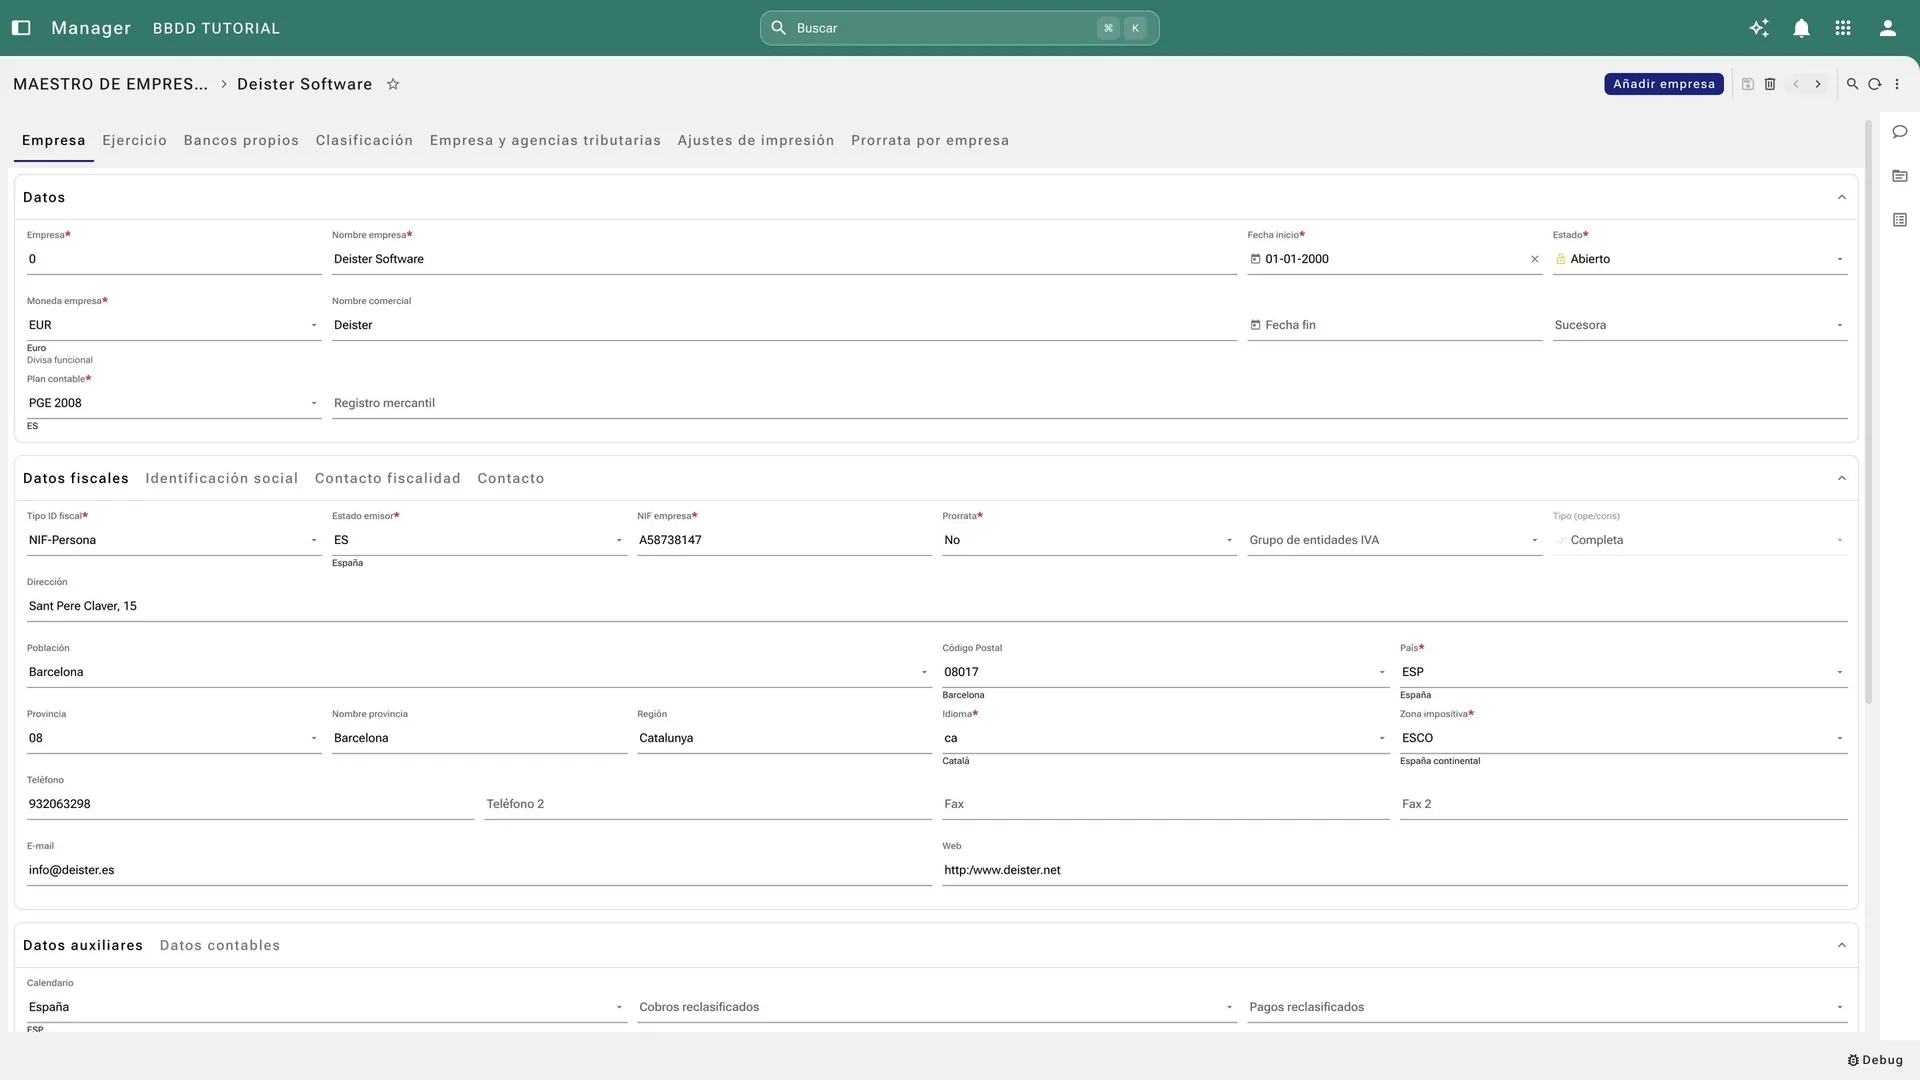 Manager BBDD TUTORIAL Buscar ⌘ K
MAESTRO DE EMPRES... > Deister Software Añadir empresa
Empresa Ejercicio Bancos propios Clasificación Empresa y agencias tributarias Ajustes de impresión Prorrata por empresa
Datos
Empresa* Nombre empresa* Fecha inicio* Estado*
0 Deister Software 01-01-2000 Abierto
Moneda empresa* Nombre comercial
EUR Deister Fecha fin Sucesora
Euro
Divisa funcional
Plan contable*
PGE 2008 Registro mercantil
ES
Datos fiscales Identificación social Contacto fiscalidad Contacto
Tipo ID fiscal* Estado emisor* NIF empresa* Prorrata* Tipo (ope/cons)
NIF-Persona ES A58738147 No Grupo de entidades IVA Completa
España
Dirección
Sant Pere Claver, 15
Población Código Postal País*
Barcelona 08017 ESP
Barcelona España
Provincia Nombre provincia Región Idioma* Zona impositiva*
08 Barcelona Catalunya ca ESCO
Català España continental
Teléfono
932063298 Teléfono 2 Fax Fax 2
E-mail Web
info@deister.es http:/www.deister.net
Datos auxiliares Datos contables
Calendario
España Cobros reclasificados Pagos reclasificados
ESP
Debug